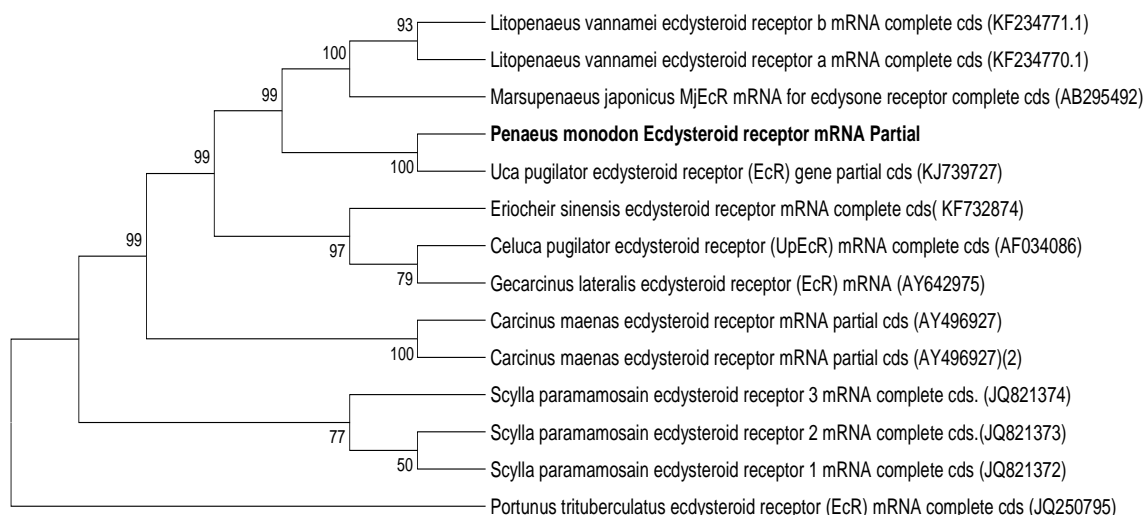 93
Litopenaeus vannamei ecdysteroid receptor b mRNA complete cds (KF234771.1)
Litopenaeus vannamei ecdysteroid receptor a mRNA complete cds (KF234770.1)
100
Marsupenaeus japonicus MjEcR mRNA for ecdysone receptor complete cds (AB295492)
99
Penaeus monodon Ecdysteroid receptor mRNA Partial
99
100
Uca pugilator ecdysteroid receptor (EcR) gene partial cds (KJ739727)
Eriocheir sinensis ecdysteroid receptor mRNA complete cds( KF732874)
99
97
Celuca pugilator ecdysteroid receptor (UpEcR) mRNA complete cds (AF034086)
79
Gecarcinus lateralis ecdysteroid receptor (EcR) mRNA (AY642975)
Carcinus maenas ecdysteroid receptor mRNA partial cds (AY496927)
100
Carcinus maenas ecdysteroid receptor mRNA partial cds (AY496927)(2)
Scylla paramamosain ecdysteroid receptor 3 mRNA complete cds. (JQ821374)
77
Scylla paramamosain ecdysteroid receptor 2 mRNA complete cds.(JQ821373)
50
Scylla paramamosain ecdysteroid receptor 1 mRNA complete cds (JQ821372)
Portunus trituberculatus ecdysteroid receptor (EcR) mRNA complete cds (JQ250795)